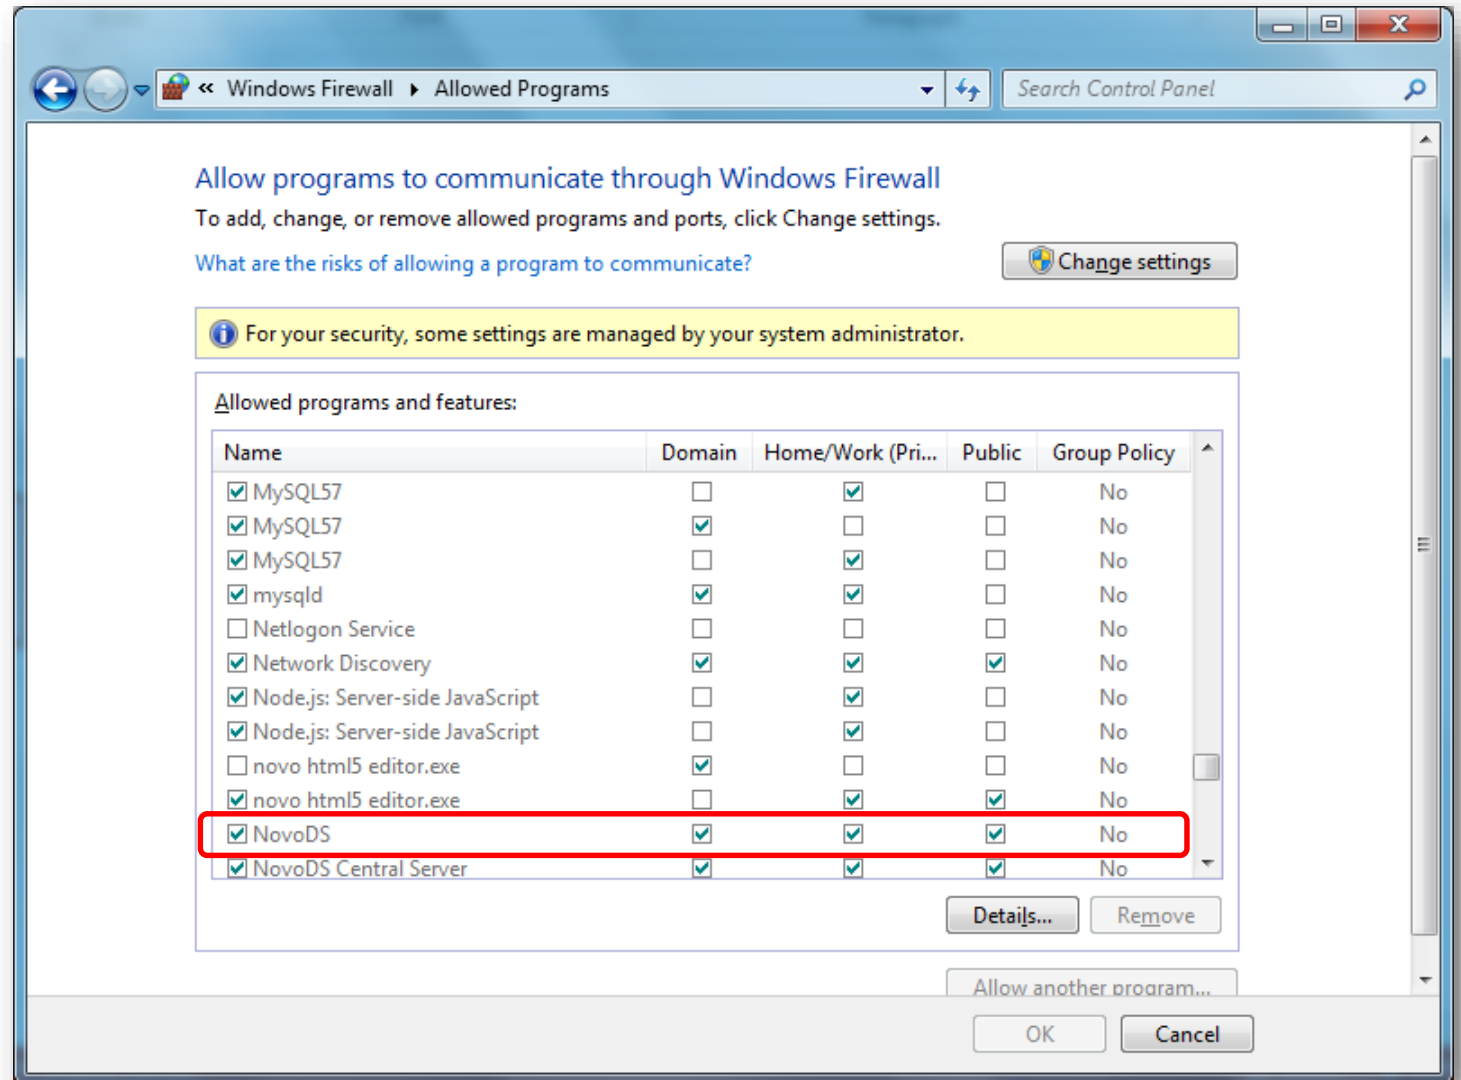 « Windows Firewall ▸ Allowed Programs
Search Control Panel
Allow programs to communicate through Windows Firewall
To add, change, or remove allowed programs and ports, click Change settings.
What are the risks of allowing a program to communicate?
Change settings
For your security, some settings are managed by your system administrator.
Allowed programs and features:
Name Domain Home/Work (Pri... Public Group Policy
MySQL57 No
MySQL57 No
MySQL57 No
mysqld No
Netlogon Service No
Network Discovery No
Node.js: Server-side JavaScript No
Node.js: Server-side JavaScript No
novo html5 editor.exe No
novo html5 editor.exe No
NovoDS No
NovoDS Central Server No
Details... Remove
Allow another program...
OK Cancel